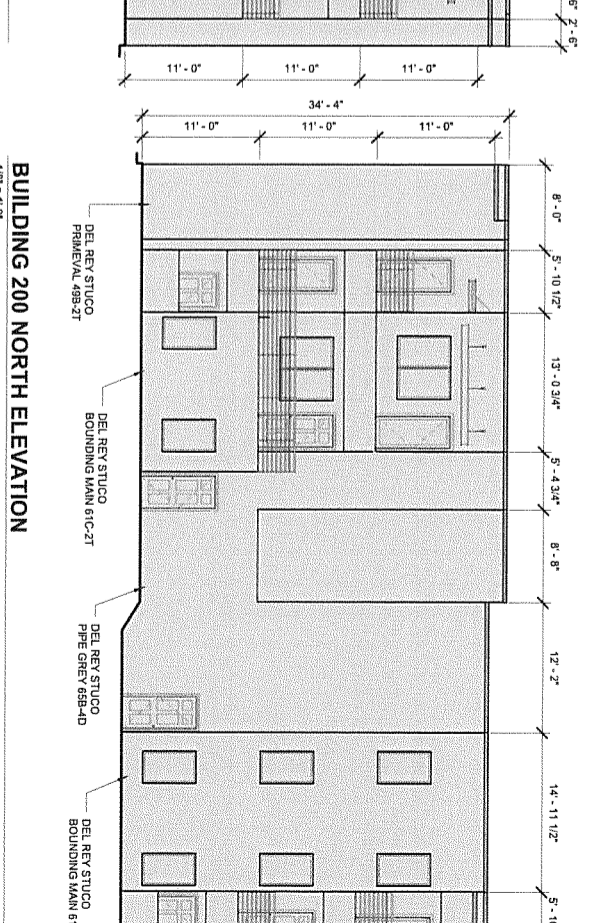 6" 2' - 6"
11' - 0" 11' - 0" 11' - 0"
34' - 4"
11' - 0" 11' - 0" 11' - 0"
8' - 0" 5' - 10 1/2" 13' - 0 3/4" 5' - 4 3/4" 8' - 8" 12' - 2" 14' - 11 1/2"
DEL REY STUCO
PRIMEVAL 49B-2T
DEL REY STUCO
BOUNDING MAIN 61C-2T
DEL REY STUCO
PIPE GREY 65B-4D
DEL REY STUCO
BOUNDING MAIN
BUILDING 200 NORTH ELEVATION